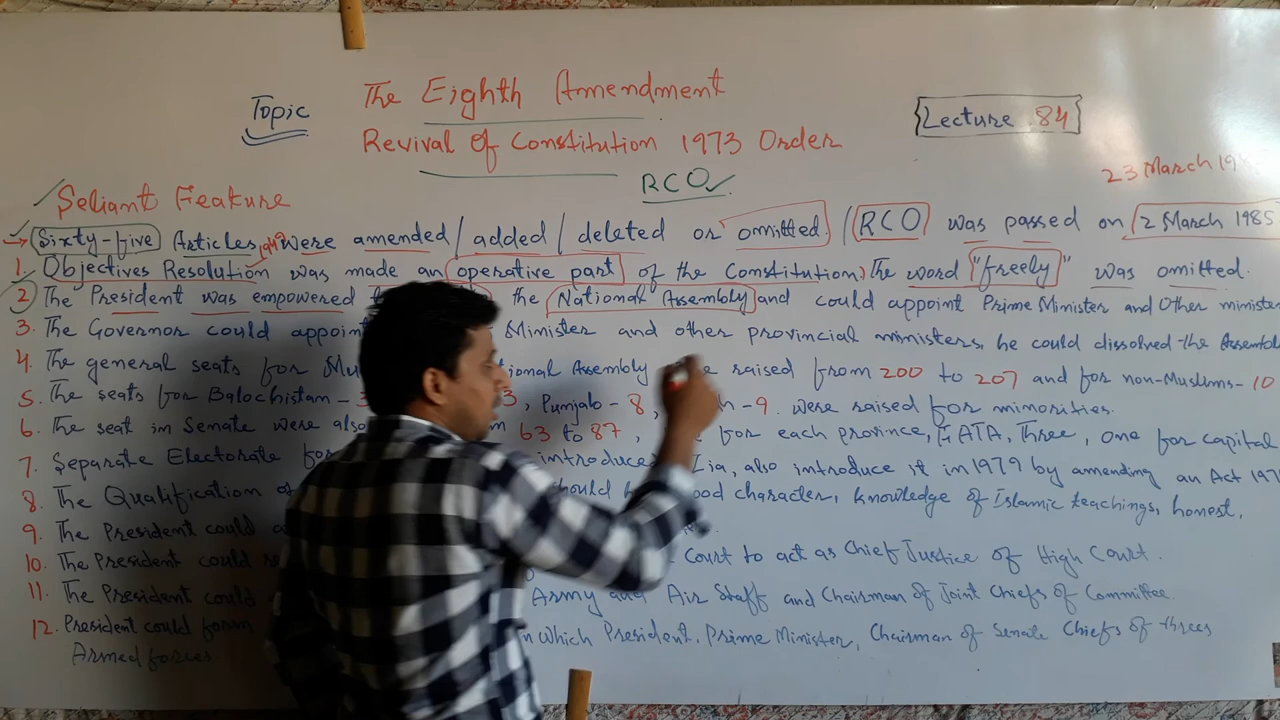 Topic
The Eighth Amendment
Revival of Constitution 1973 Order
RCO
Lecture 84
23 March 19
Seliant Feature
Sixty-five Articles were amended / added / deleted or omitted / RCO was passed on 2 March 1985
1. Objectives Resolution was made an operative part of the Constitution, The word "freely" was omitted.
2 The President was empowered the National Assembly and could appoint Prime Minister and Other minister
3. The Governor could appoint Minister and other provincial ministers, he could dissolved the Assembl
4. The general seats for Mu ional Assembly raised from 200 to 207 and for non-Muslims - 10
5. The seats for Balochistan - 3, Punjab - 8, - 9. were raised for minorities.
6. The seat in Senate were also 63 to 87, for each province, FATA, Three, one for capital
7. Separate Electorate for introduce Zia, also introduce it in 1979 by amending an Act 197
8. The Qualification should good character, knowledge of Islamic teachings, honest,
9. The President could a
10. The President could re Court to act as Chief Justice of High Court.
11. The President could Army and Air Staff and Chairman of Joint Chiefs of Committee.
12. President could form in which President, Prime Minister, Chairman of Senate Chiefs of threes
Armed forces